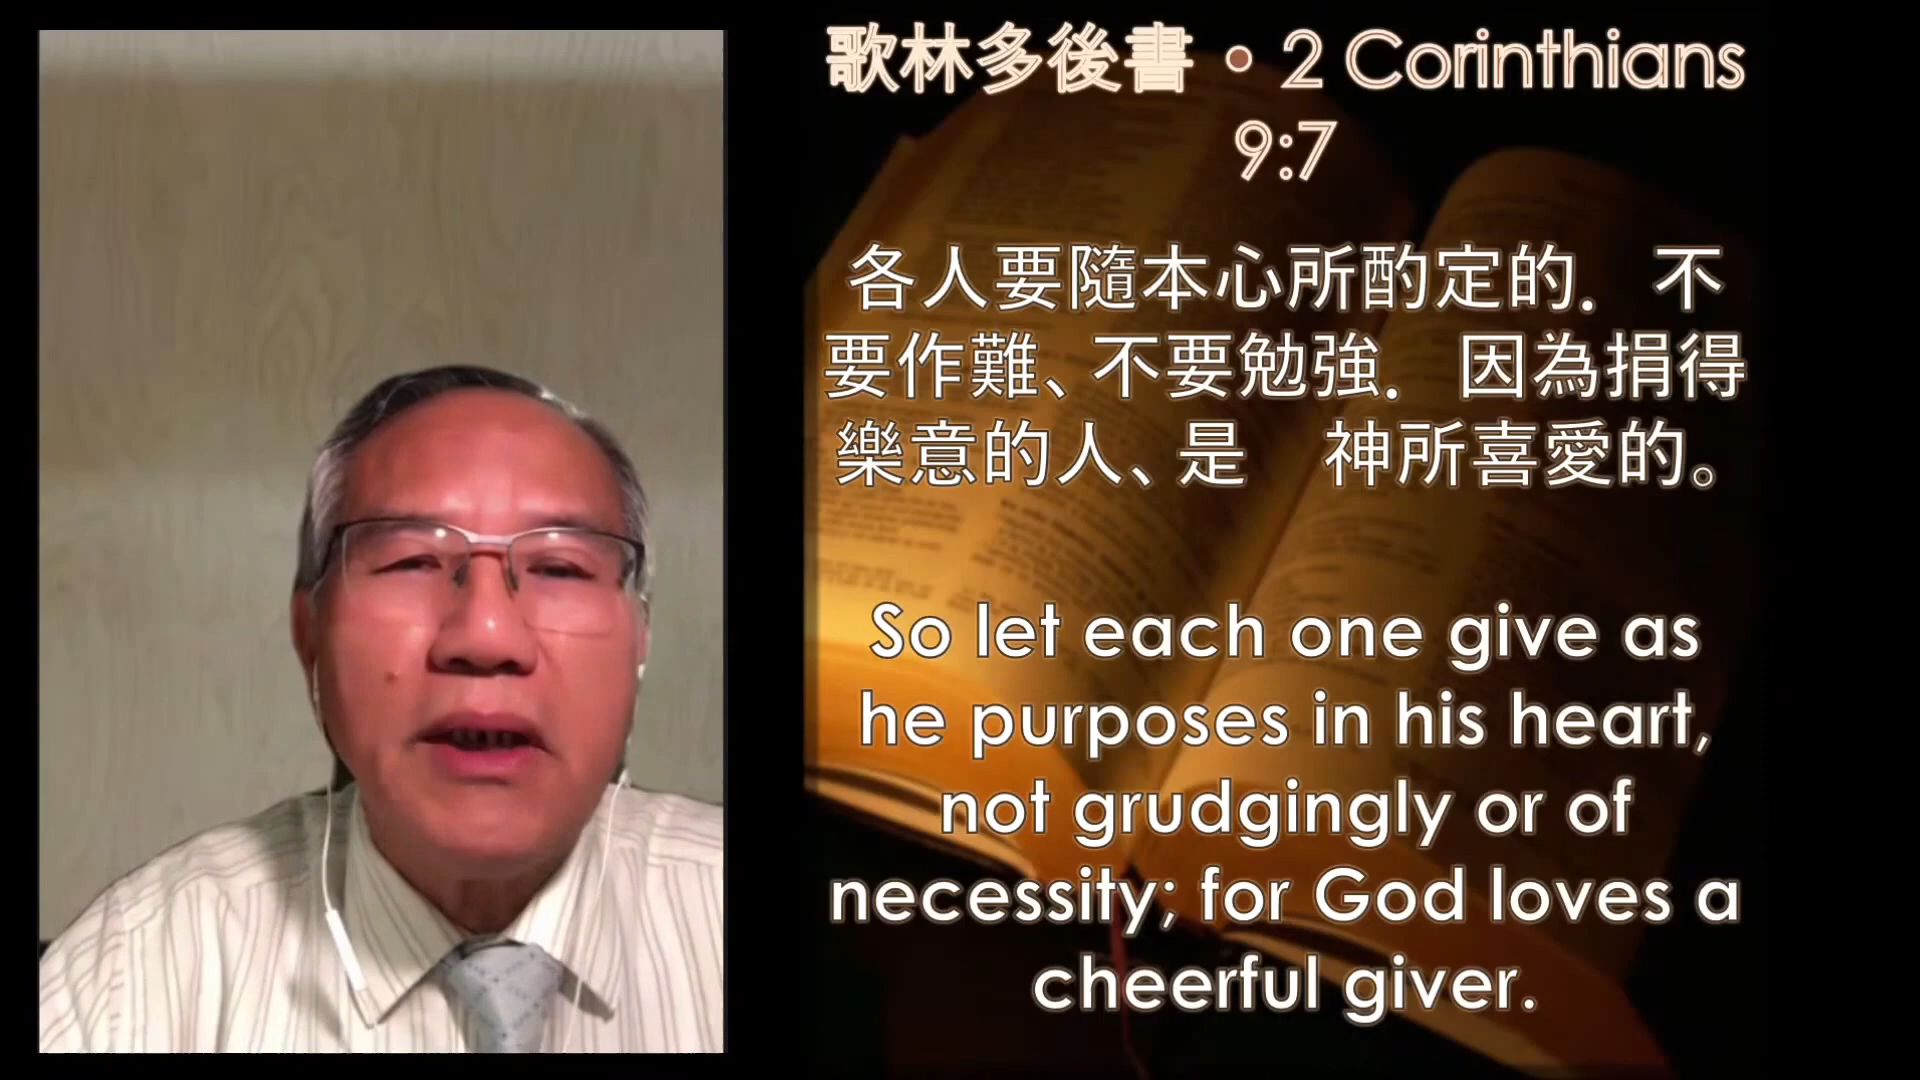 歌林多後書 • 2 Corinthians
9:7
各人要隨本心所酌定的． 不
要作難、不要勉強． 因為捐得
樂意的人、是　神所喜愛的。
So let each one give as
he purposes in his heart,
not grudgingly or of
necessity; for God loves a
cheerful giver.